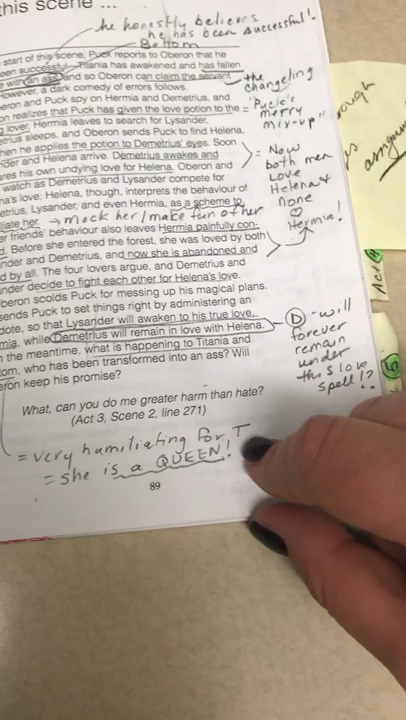 this scene ...
he honestly believes
he has been successful!
Bottom
start of this scene, Puck reports to Oberon that he
een successful—Titania has awakened and has fallen
e with an ass and so Oberon can claim the servant
owever, a dark comedy of errors follows.
eron and Puck spy on Hermia and Demetrius, and
n realizes that Puck has given the love potion to the
g lover. Hermia leaves to search for Lysander,
etrius sleeps, and Oberon sends Puck to find Helena,
hen he applies the potion to Demetrius' eyes. Soon
nder and Helena arrive. Demetrius awakes and
ares his own undying love for Helena. Oberon and
watch as Demetrius and Lysander compete for
na's love; Helena, though, interprets the behaviour of
etrius, Lysander, and even Hermia, as a scheme to
iliate her. → mock her/make fun of her
er friends' behaviour also leaves Hermia painfully con-
. Before she entered the forest, she was loved by both
nder and Demetrius, and now she is abandoned and
d by all. The four lovers argue, and Demetrius and
nder decide to fight each other for Helena's love.
beron scolds Puck for messing up his magical plans.
sends Puck to set things right by administering an
dote, so that Lysander will awaken to his true love,
mia, while Demetrius will remain in love with Helena.
n the meantime, what is happening to Titania and
om, who has been transformed into an ass? Will
eron keep his promise?
the
changeling
= "Puck's
merry
mix-up"
= Now
both men
love
Helena &
none
♡
Hermia!
D - will
forever
remain
under
this love
spell!?
What, can you do me greater harm than hate?
(Act 3, Scene 2, line 271)
= very humiliating for T
= she is a QUEEN!
89
Act 4
5